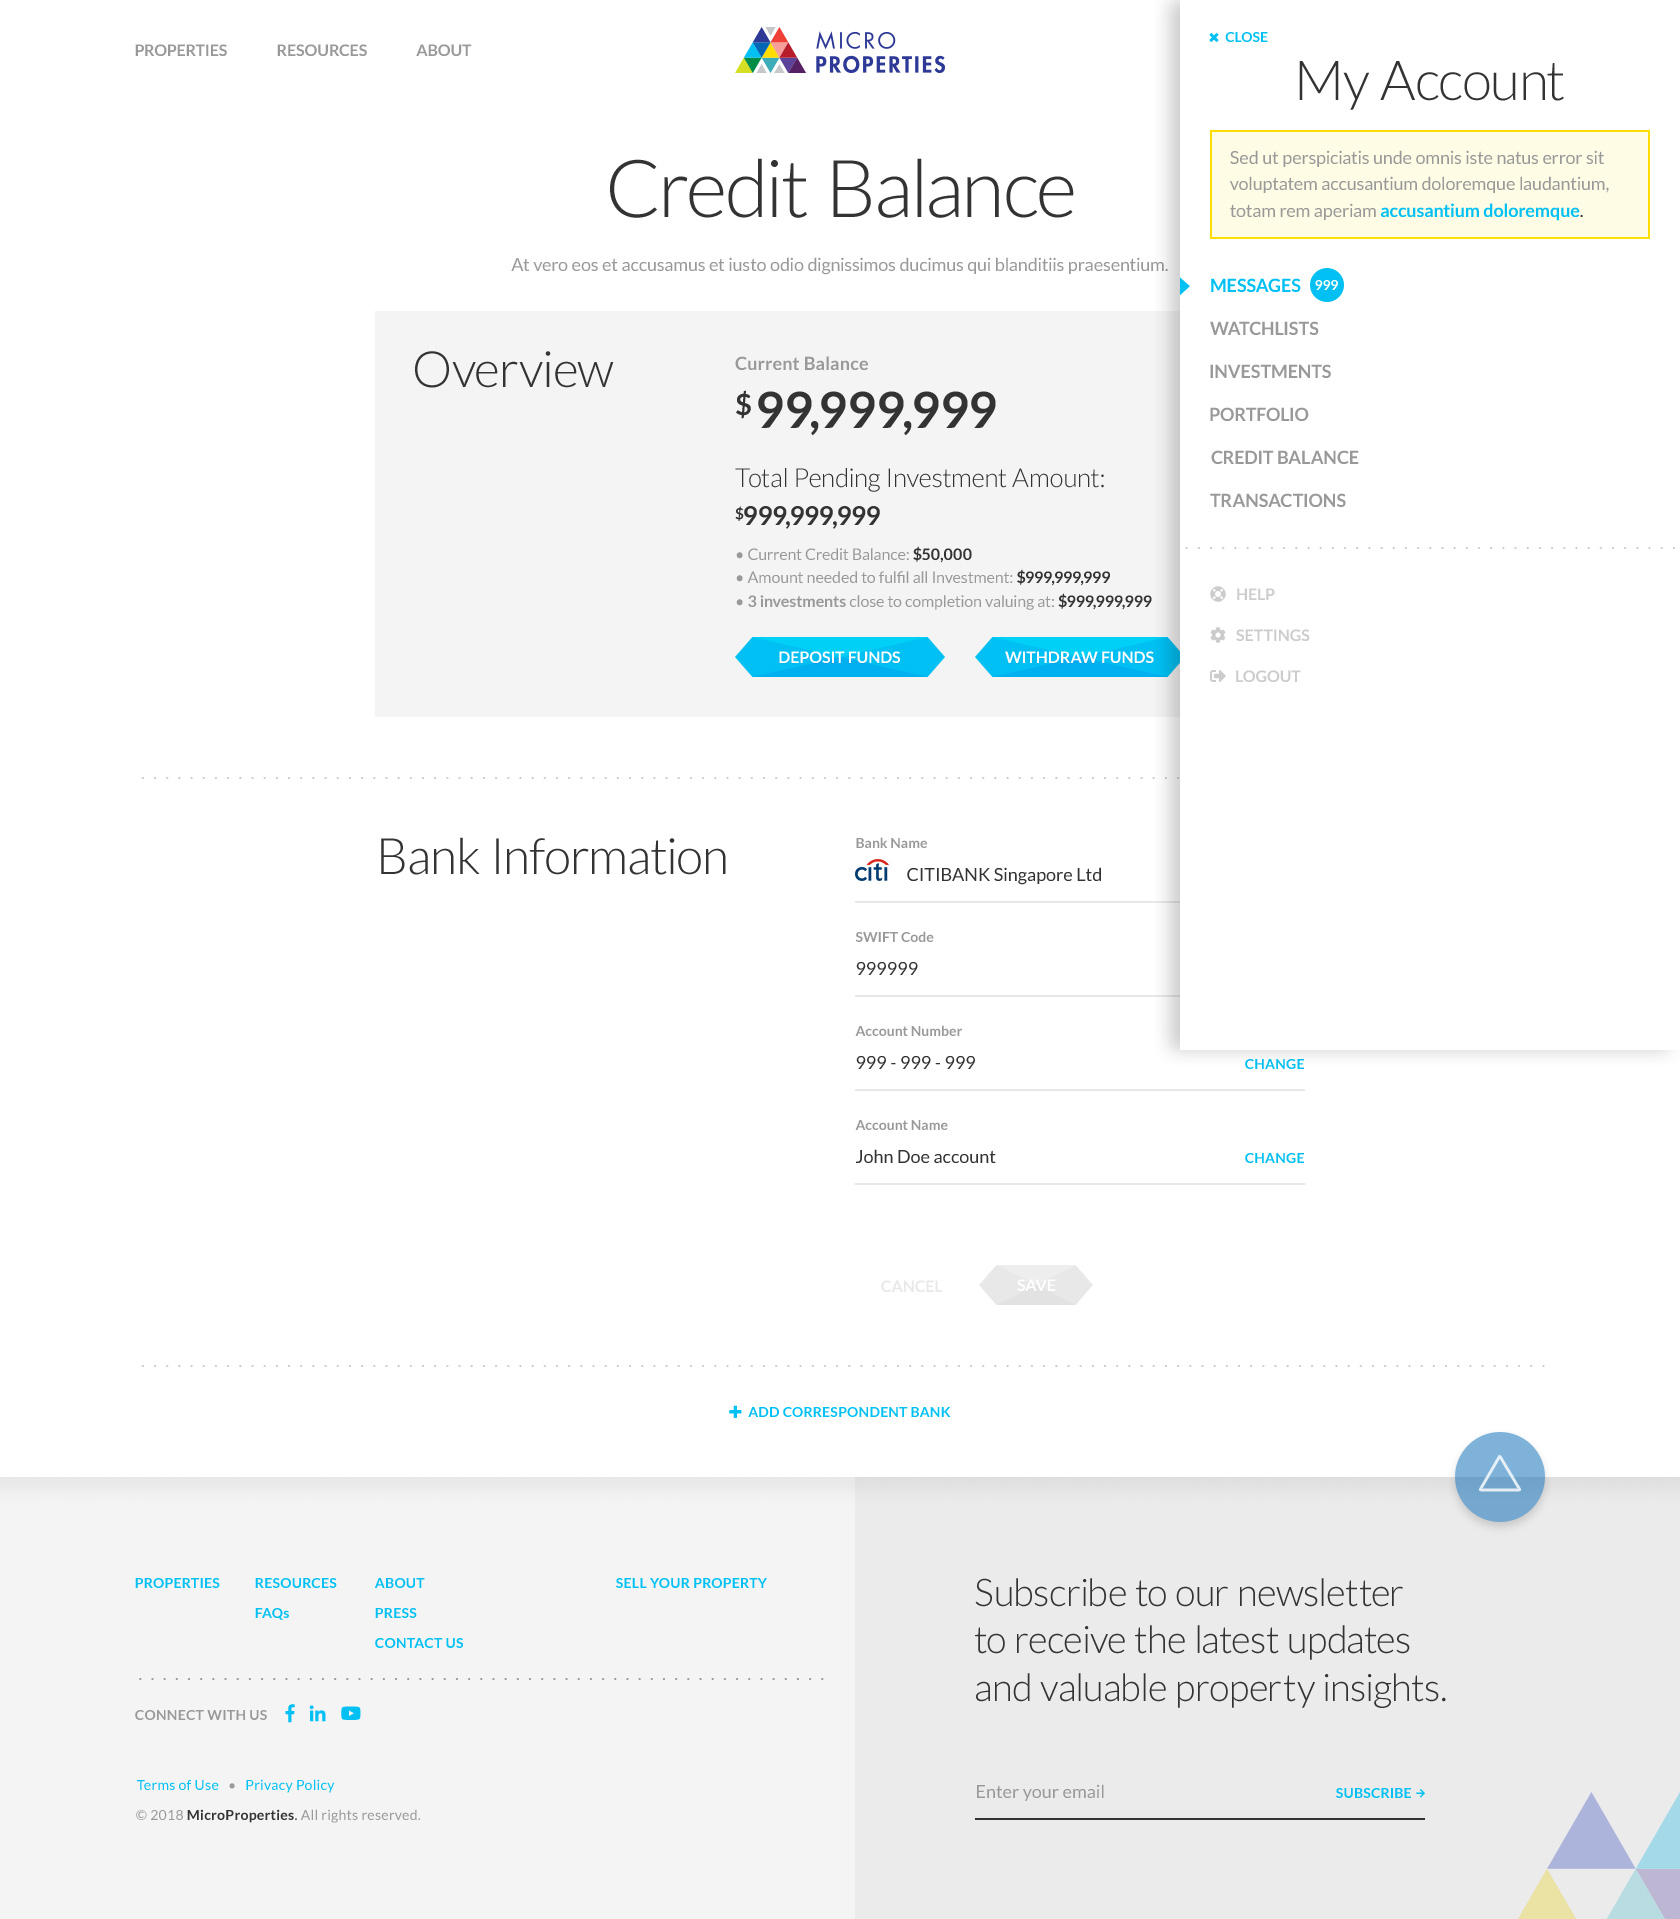 PROPERTIES RESOURCES ABOUT
MICRO
PROPERTIES
Credit Balance
At vero eos et accusamus et iusto odio dignissimos ducimus qui blanditiis praesentium.
Overview
Current Balance
$99,999,999
Total Pending Investment Amount:
$999,999,999
• Current Credit Balance: $50,000
• Amount needed to fulfil all Investment: $999,999,999
• 3 investments close to completion valuing at: $999,999,999
DEPOSIT FUNDS WITHDRAW FUNDS
CLOSE
My Account
Sed ut perspiciatis unde omnis iste natus error sit
voluptatem accusantium doloremque laudantium,
totam rem aperiam accusantium doloremque.
MESSAGES 999
WATCHLISTS
INVESTMENTS
PORTFOLIO
CREDIT BALANCE
TRANSACTIONS
HELP
SETTINGS
LOGOUT
Bank Information
Bank Name
citi CITIBANK Singapore Ltd
SWIFT Code
999999
Account Number
999 - 999 - 999 CHANGE
Account Name
John Doe account CHANGE
CANCEL SAVE
ADD CORRESPONDENT BANK
PROPERTIES RESOURCES ABOUT SELL YOUR PROPERTY
FAQs PRESS
CONTACT US
CONNECT WITH US
Terms of Use • Privacy Policy
© 2018 MicroProperties. All rights reserved.
Subscribe to our newsletter
to receive the latest updates
and valuable property insights.
Enter your email SUBSCRIBE